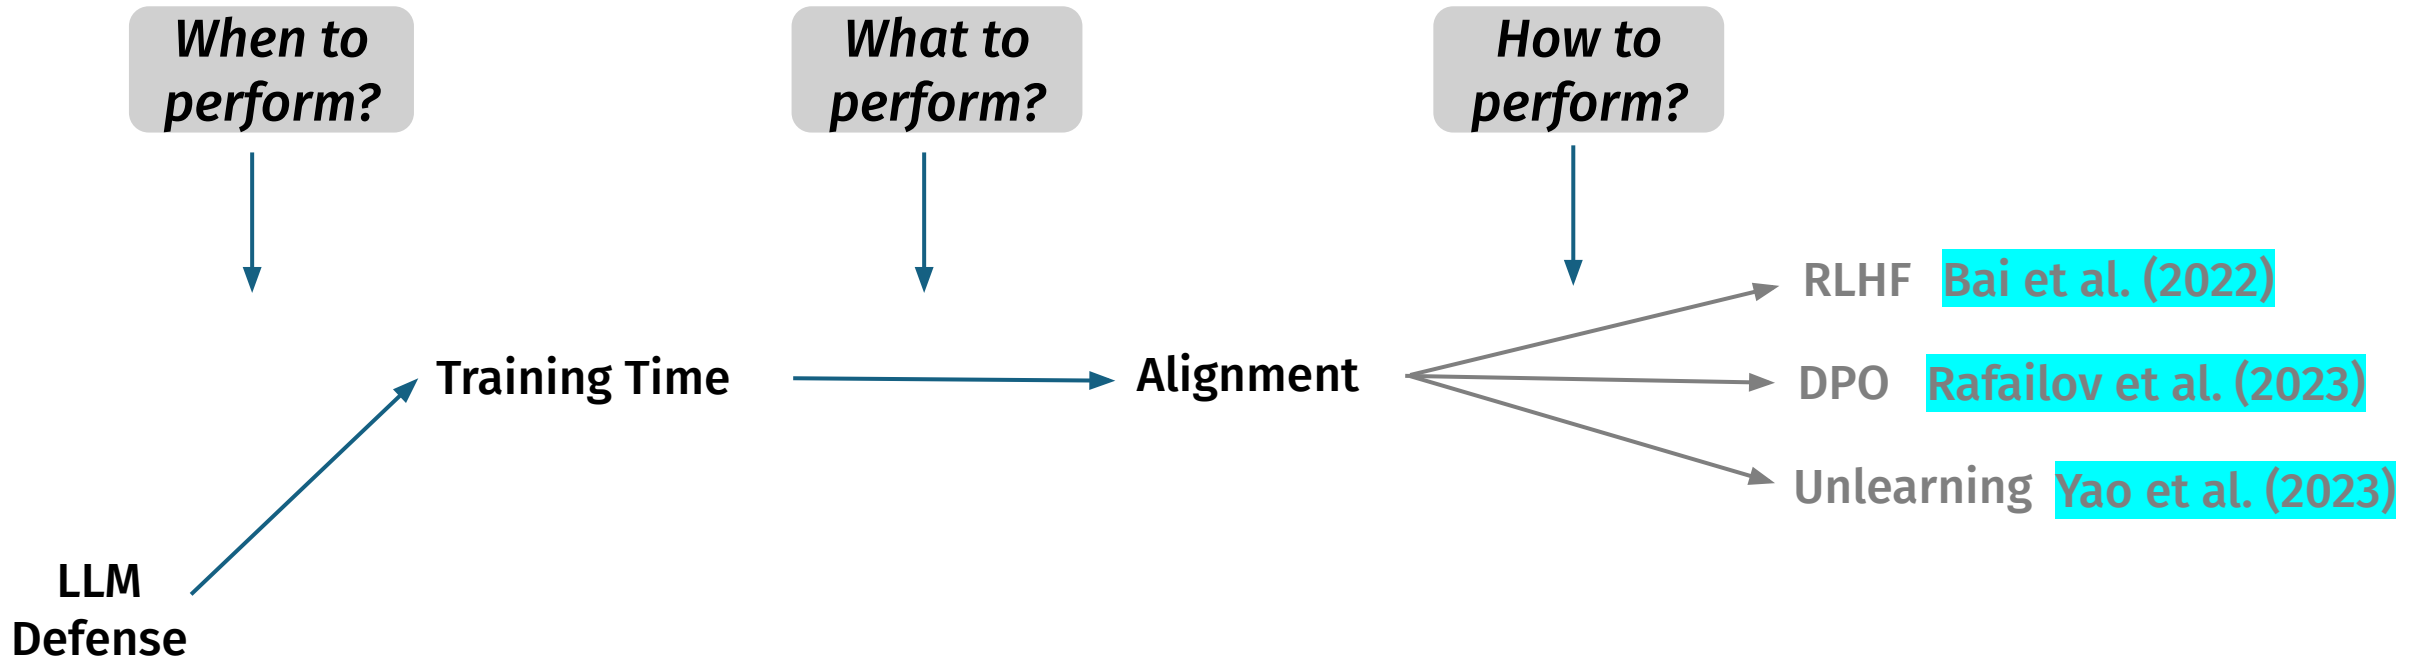 When to
perform?
What to
perform?
How to
perform?
RLHF Bai et al. (2022)
Training Time
Alignment
DPO Rafailov et al. (2023)
Unlearning Yao et al. (2023)
LLM
Defense